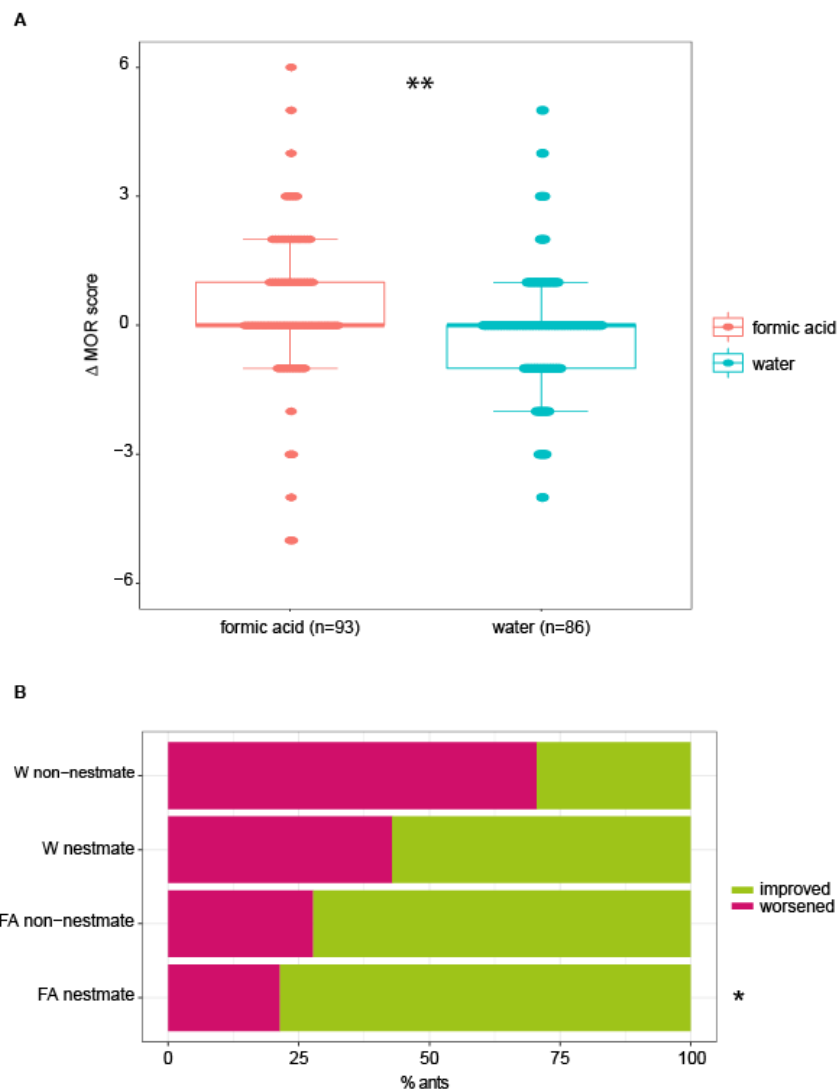 A
**
6
3
0
−3
−6
Δ MOR score
formic acid
water
formic acid (n=93)
water (n=86)
B
W non−nestmate
W nestmate
FA non−nestmate
FA nestmate
improved
worsened
*
0
25
50
75
100
% ants